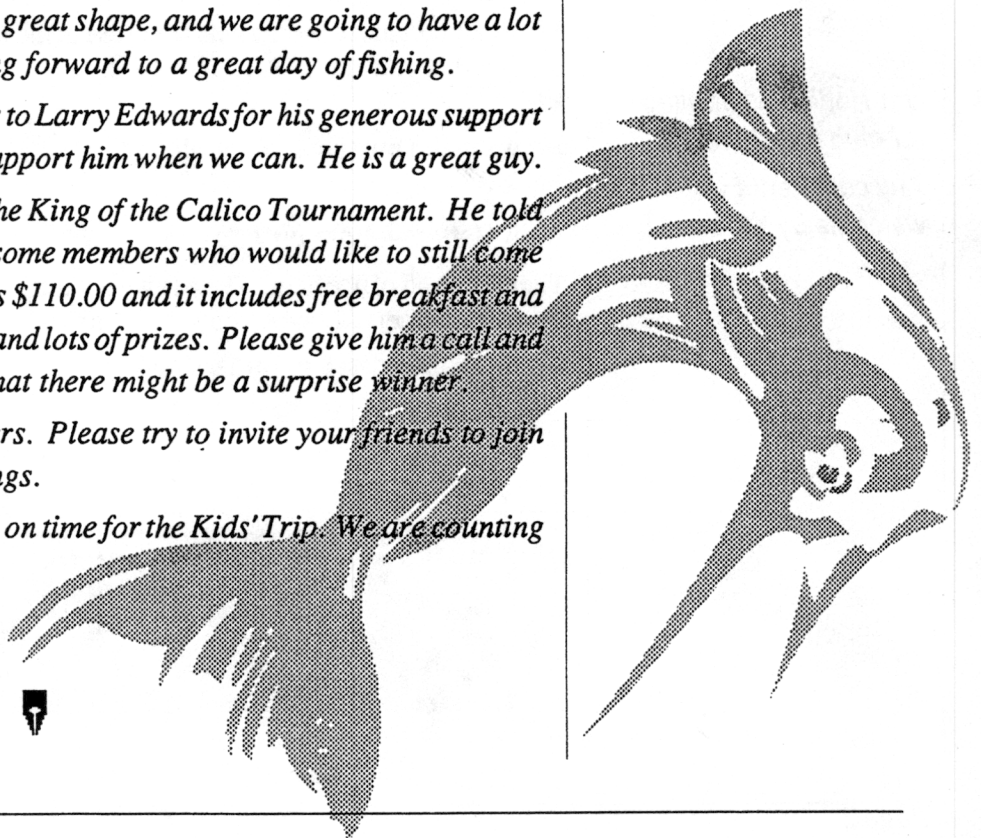 great shape, and we are going to have a lot
g forward to a great day of fishing.
to Larry Edwards for his generous support
pport him when we can. He is a great guy.
he King of the Calico Tournament. He told
ome members who would like to still come
s $110.00 and it includes free breakfast and
and lots of prizes. Please give him a call and
hat there might be a surprise winner.
rs. Please try to invite your friends to join
gs.
on time for the Kids' Trip. We are counting